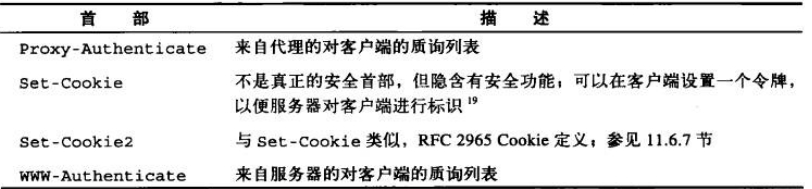 首 部 描 述
Proxy-Authenticate 来自代理的对客户端的质询列表
Set-Cookie 不是真正的安全首部，但隐含有安全功能；可以在客户端设置一个令牌，
以便服务器对客户端进行标识19
Set-Cookie2 与 Set-Cookie 类似，RFC 2965 Cookie 定义；参见 11.6.7 节
WWW-Authenticate 来自服务器的对客户端的质询列表